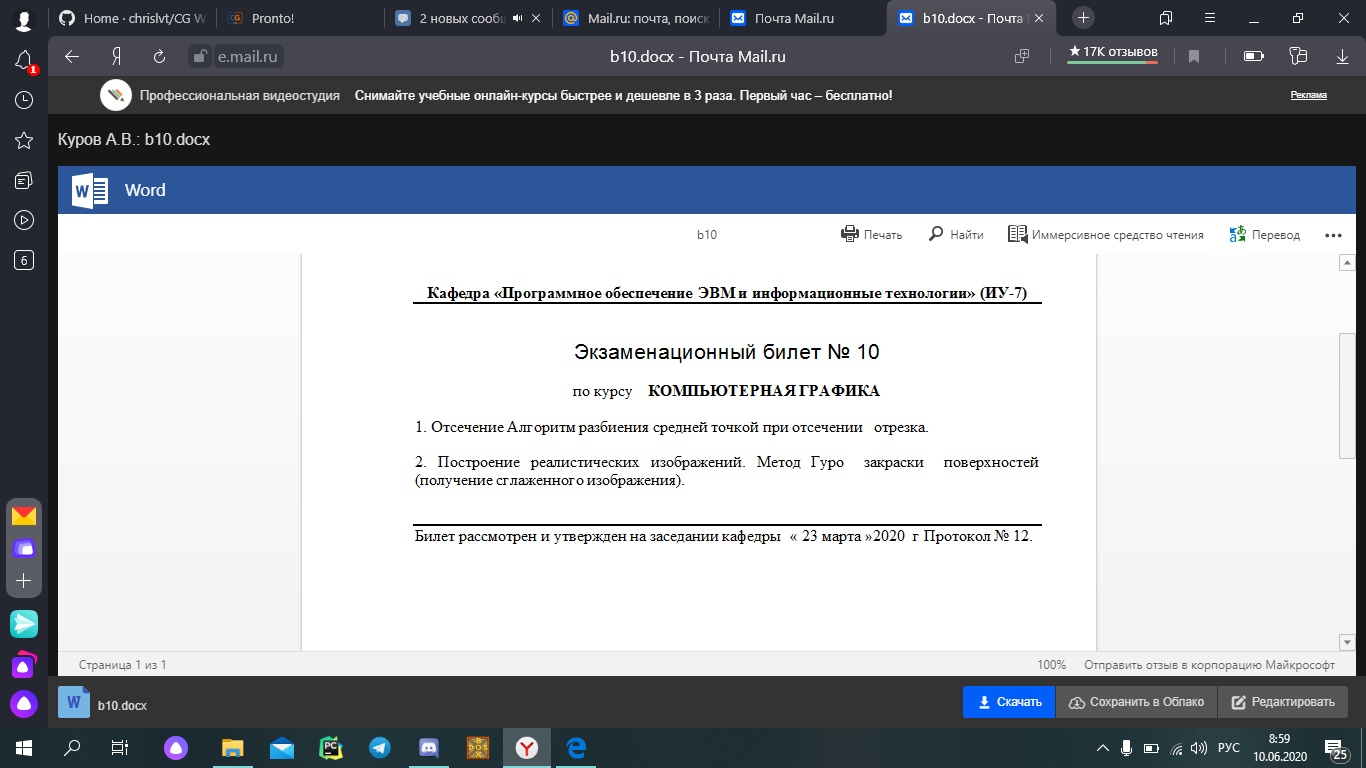 Home · chrislvt/CG W
CG Pronto!
2 новых сообщ
Mail.ru: почта, поиск
Почта Mail.ru
b10.docx - Почта
e.mail.ru
b10.docx - Почта Mail.ru
★17K отзывов
1
Профессиональная видеостудия Снимайте учебные онлайн-курсы быстрее и дешевле в 3 раза. Первый час – бесплатно!
Реклама
Куров А.В.: b10.docx
Word
b10 Печать Найти Иммерсивное средство чтения Перевод
6
Кафедра «Программное обеспечение ЭВМ и информационные технологии» (ИУ-7)
Экзаменационный билет № 10
по курсу КОМПЬЮТЕРНАЯ ГРАФИКА
1. Отсечение Алгоритм разбиения средней точкой при отсечении отрезка.
2. Построение реалистических изображений. Метод Гуро закраски поверхностей
(получение сглаженного изображения).
Билет рассмотрен и утвержден на заседании кафедры « 23 марта »2020 г Протокол № 12.
Страница 1 из 1
100% Отправить отзыв в корпорацию Майкрософт
W b10.docx
Скачать Сохранить в Облако Редактировать
РУС
8:59
10.06.2020
25